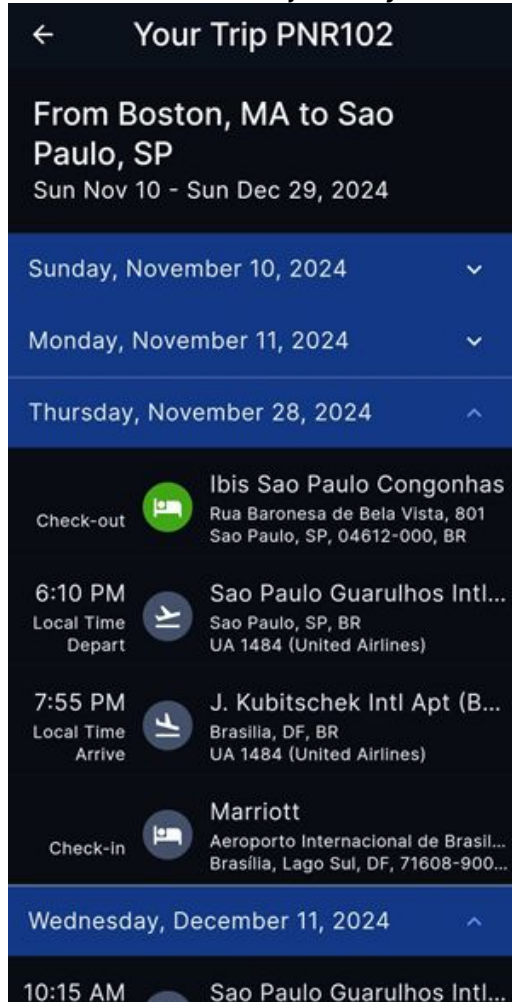 Your Trip PNR102
From Boston, MA to Sao
Paulo, SP
Sun Nov 10 - Sun Dec 29, 2024
Sunday, November 10, 2024
Monday, November 11, 2024
Thursday, November 28, 2024
Check-out
Ibis Sao Paulo Congonhas
Rua Baronesa de Bela Vista, 801
Sao Paulo, SP, 04612-000, BR
6:10 PM
Local Time
Depart
Sao Paulo Guarulhos Intl...
Sao Paulo, SP, BR
UA 1484 (United Airlines)
7:55 PM
Local Time
Arrive
J. Kubitschek Intl Apt (B...
Brasilia, DF, BR
UA 1484 (United Airlines)
Check-in
Marriott
Aeroporto Internacional de Brasil...
Brasília, Lago Sul, DF, 71608-900...
Wednesday, December 11, 2024
10:15 AM
Sao Paulo Guarulhos Intl...